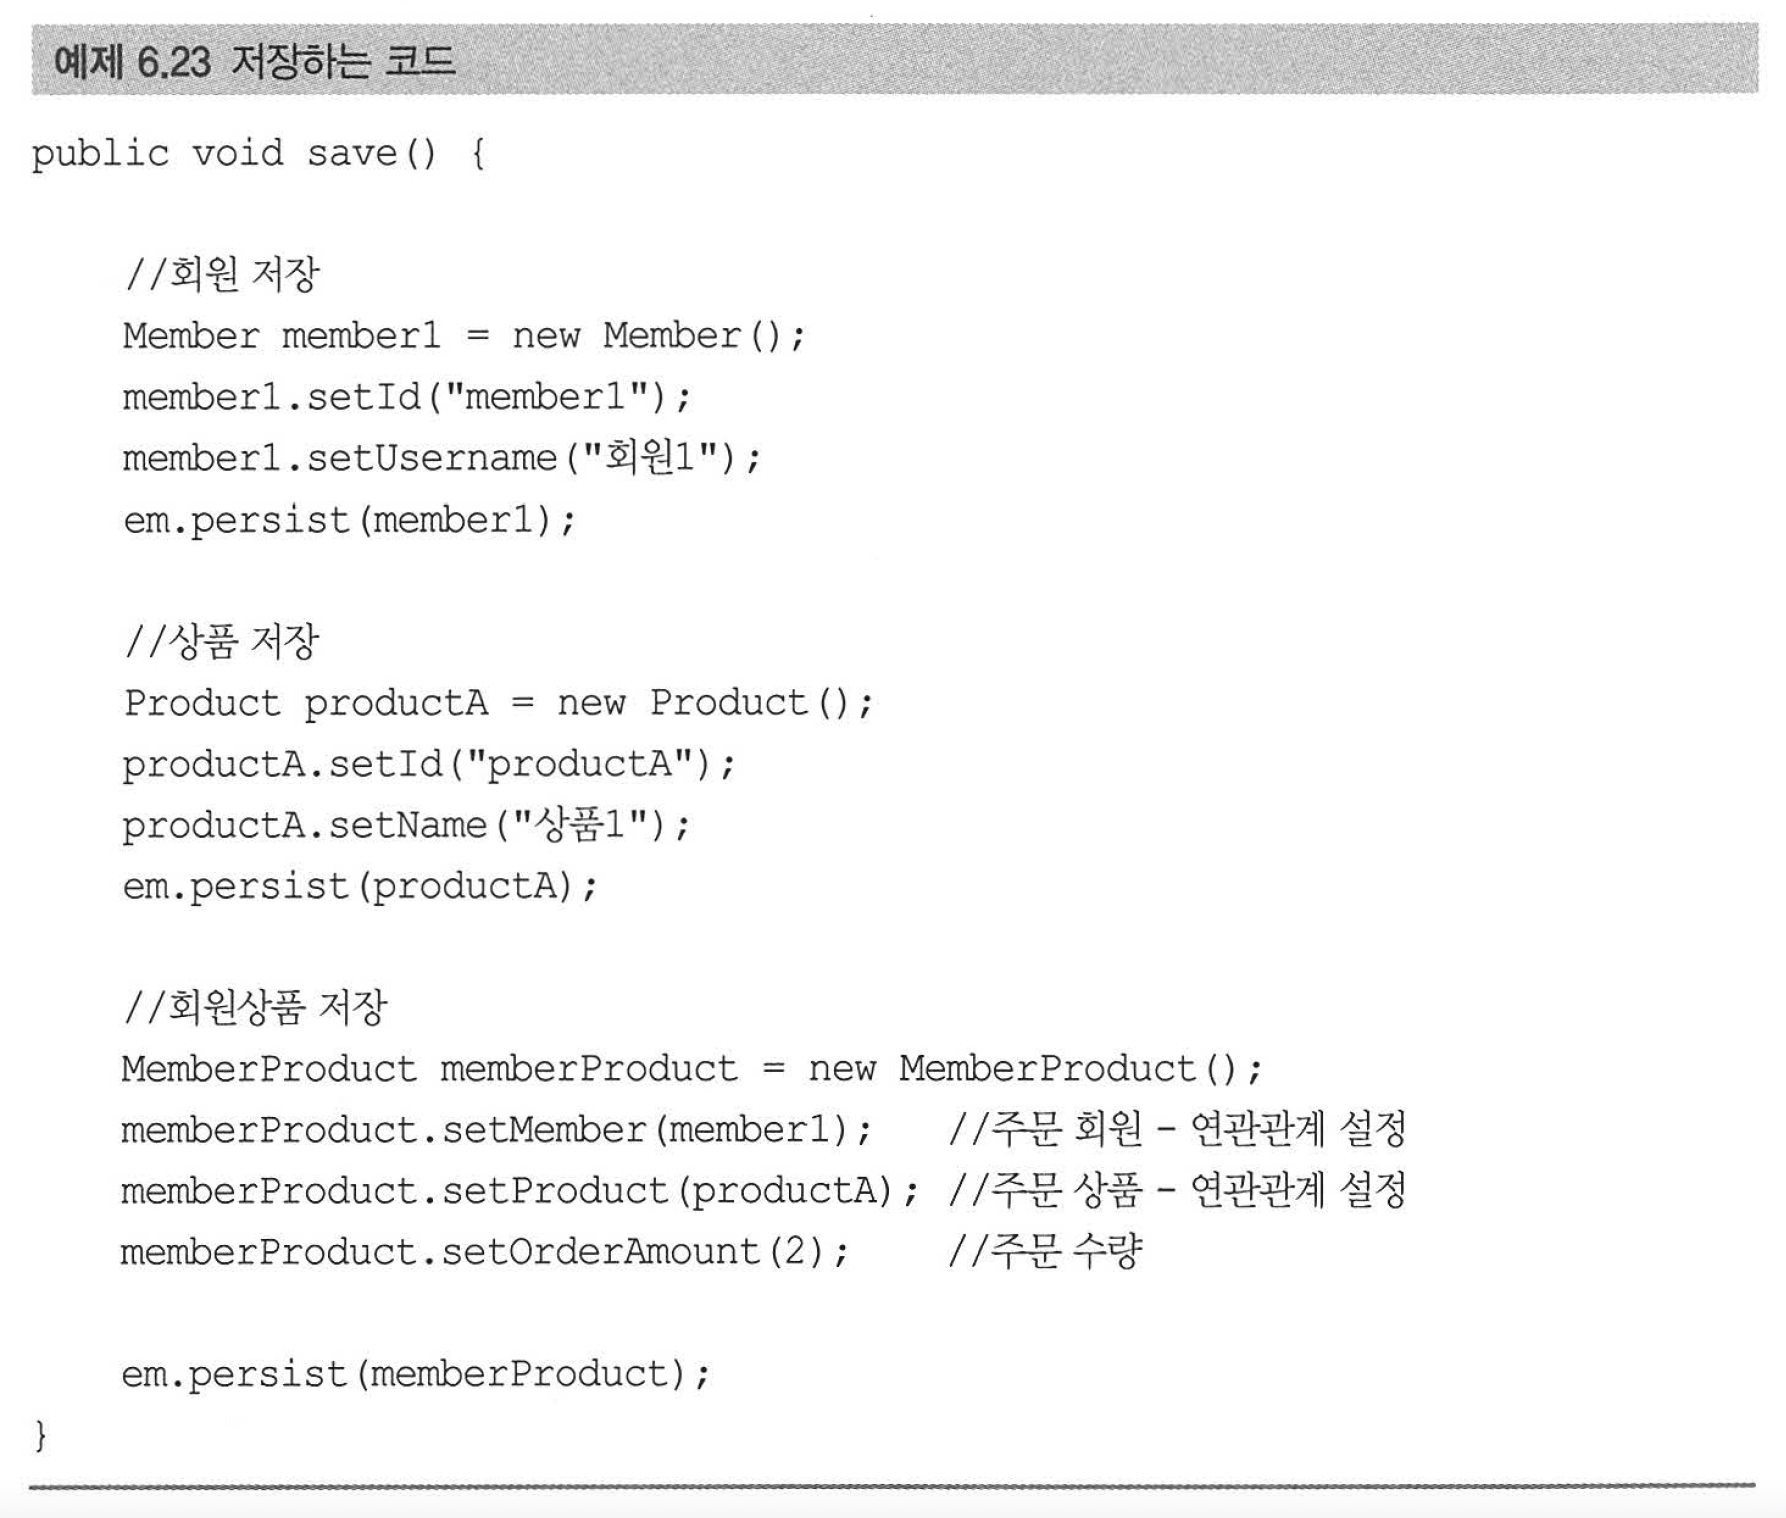 예제 6.23 저장하는 코드
public void save() {
//회원 저장
Member member1 = new Member();
member1.setId("member1");
member1.setUsername("회원1");
em.persist(member1);
//상품 저장
Product productA = new Product();
productA.setId("productA");
productA.setName("상품1");
em.persist(productA);
//회원상품 저장
MemberProduct memberProduct = new MemberProduct();
memberProduct.setMember(member1); //주문 회원 - 연관관계 설정
memberProduct.setProduct(productA); //주문 상품 - 연관관계 설정
memberProduct.setOrderAmount(2); //주문 수량
em.persist(memberProduct);
}